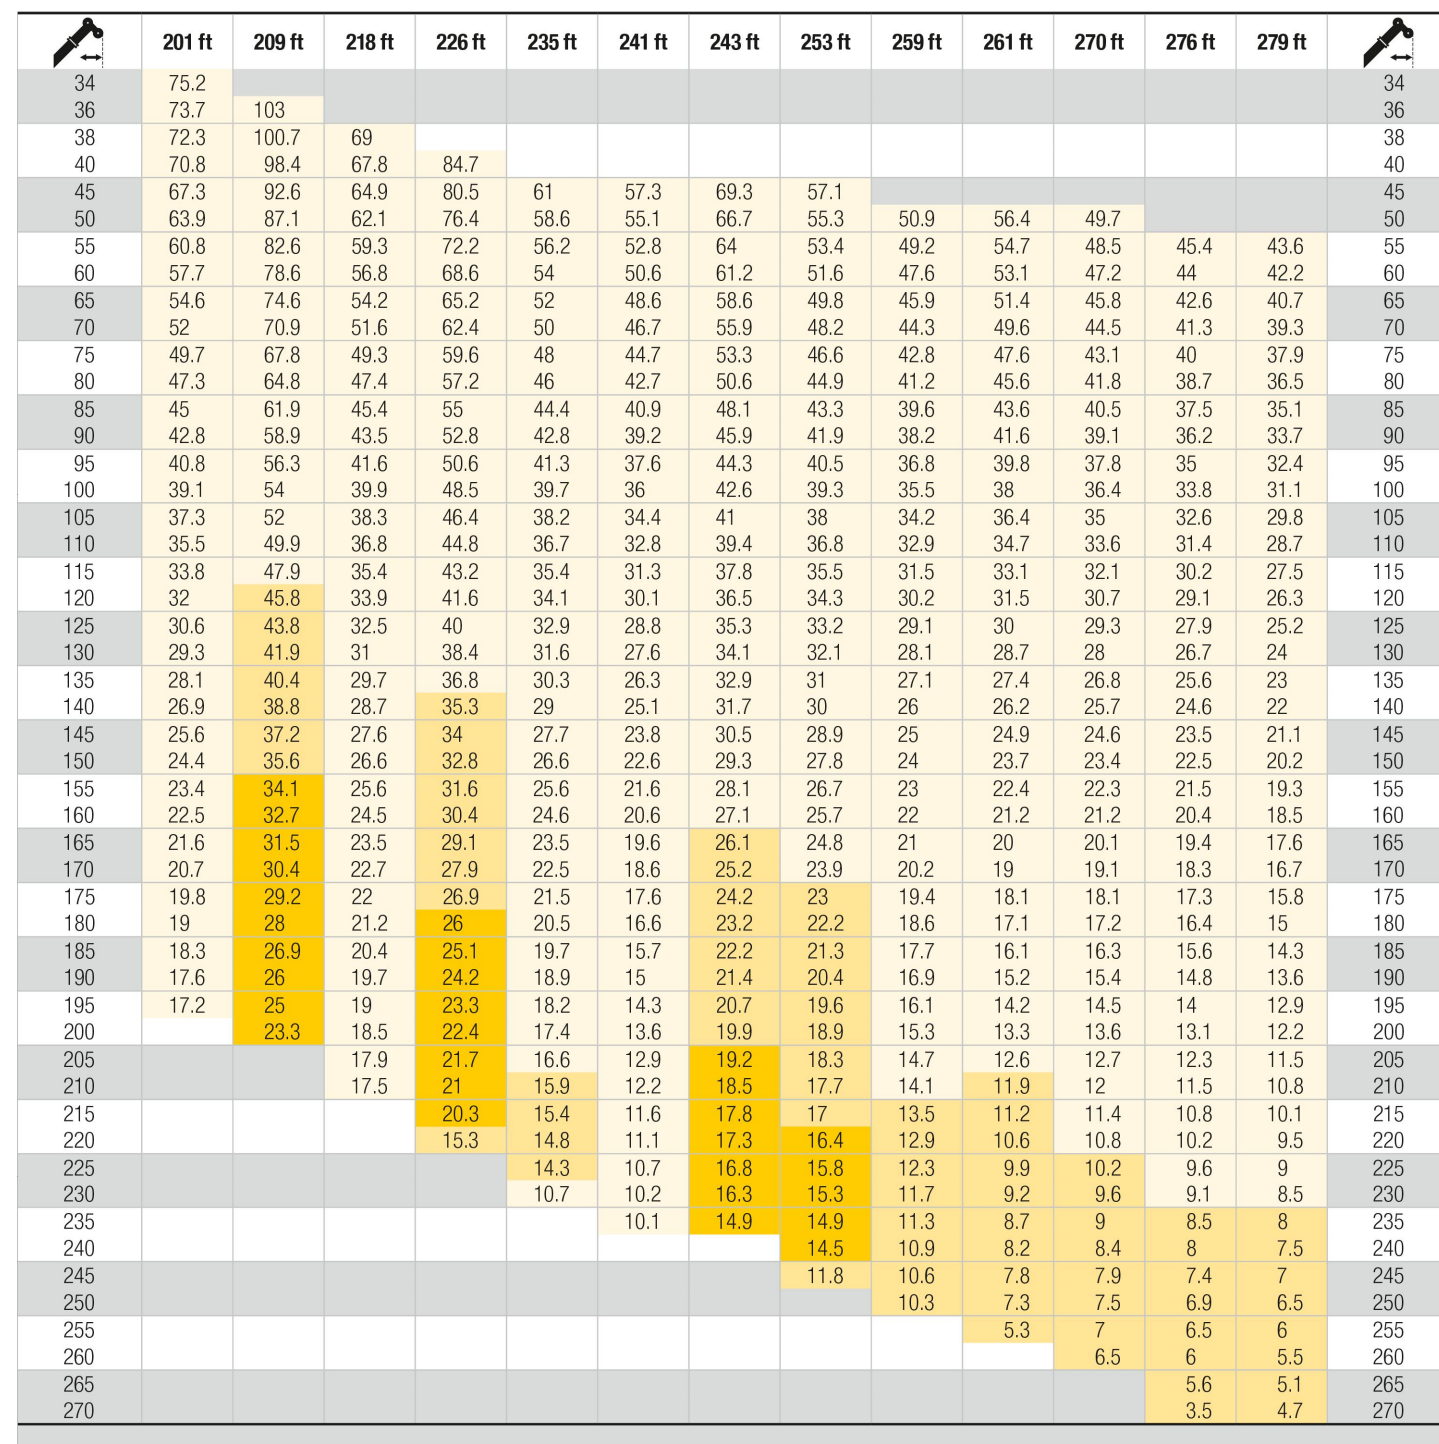 201 ft 209 ft 218 ft 226 ft 235 ft 241 ft 243 ft 253 ft 259 ft 261 ft 270 ft 276 ft 279 ft
34 75.2 34
36 73.7 103 36
38 72.3 100.7 69 38
40 70.8 98.4 67.8 84.7 40
45 67.3 92.6 64.9 80.5 61 57.3 69.3 57.1 45
50 63.9 87.1 62.1 76.4 58.6 55.1 66.7 55.3 50.9 56.4 49.7 50
55 60.8 82.6 59.3 72.2 56.2 52.8 64 53.4 49.2 54.7 48.5 45.4 43.6 55
60 57.7 78.6 56.8 68.6 54 50.6 61.2 51.6 47.6 53.1 47.2 44 42.2 60
65 54.6 74.6 54.2 65.2 52 48.6 58.6 49.8 45.9 51.4 45.8 42.6 40.7 65
70 52 70.9 51.6 62.4 50 46.7 55.9 48.2 44.3 49.6 44.5 41.3 39.3 70
75 49.7 67.8 49.3 59.6 48 44.7 53.3 46.6 42.8 47.6 43.1 40 37.9 75
80 47.3 64.8 47.4 57.2 46 42.7 50.6 44.9 41.2 45.6 41.8 38.7 36.5 80
85 45 61.9 45.4 55 44.4 40.9 48.1 43.3 39.6 43.6 40.5 37.5 35.1 85
90 42.8 58.9 43.5 52.8 42.8 39.2 45.9 41.9 38.2 41.6 39.1 36.2 33.7 90
95 40.8 56.3 41.6 50.6 41.3 37.6 44.3 40.5 36.8 39.8 37.8 35 32.4 95
100 39.1 54 39.9 48.5 39.7 36 42.6 39.3 35.5 38 36.4 33.8 31.1 100
105 37.3 52 38.3 46.4 38.2 34.4 41 38 34.2 36.4 35 32.6 29.8 105
110 35.5 49.9 36.8 44.8 36.7 32.8 39.4 36.8 32.9 34.7 33.6 31.4 28.7 110
115 33.8 47.9 35.4 43.2 35.4 31.3 37.8 35.5 31.5 33.1 32.1 30.2 27.5 115
120 32 45.8 33.9 41.6 34.1 30.1 36.5 34.3 30.2 31.5 30.7 29.1 26.3 120
125 30.6 43.8 32.5 40 32.9 28.8 35.3 33.2 29.1 30 29.3 27.9 25.2 125
130 29.3 41.9 31 38.4 31.6 27.6 34.1 32.1 28.1 28.7 28 26.7 24 130
135 28.1 40.4 29.7 36.8 30.3 26.3 32.9 31 27.1 27.4 26.8 25.6 23 135
140 26.9 38.8 28.7 35.3 29 25.1 31.7 30 26 26.2 25.7 24.6 22 140
145 25.6 37.2 27.6 34 27.7 23.8 30.5 28.9 25 24.9 24.6 23.5 21.1 145
150 24.4 35.6 26.6 32.8 26.6 22.6 29.3 27.8 24 23.7 23.4 22.5 20.2 150
155 23.4 34.1 25.6 31.6 25.6 21.6 28.1 26.7 23 22.4 22.3 21.5 19.3 155
160 22.5 32.7 24.5 30.4 24.6 20.6 27.1 25.7 22 21.2 21.2 20.4 18.5 160
165 21.6 31.5 23.5 29.1 23.5 19.6 26.1 24.8 21 20 20.1 19.4 17.6 165
170 20.7 30.4 22.7 27.9 22.5 18.6 25.2 23.9 20.2 19 19.1 18.3 16.7 170
175 19.8 29.2 22 26.9 21.5 17.6 24.2 23 19.4 18.1 18.1 17.3 15.8 175
180 19 28 21.2 26 20.5 16.6 23.2 22.2 18.6 17.1 17.2 16.4 15 180
185 18.3 26.9 20.4 25.1 19.7 15.7 22.2 21.3 17.7 16.1 16.3 15.6 14.3 185
190 17.6 26 19.7 24.2 18.9 15 21.4 20.4 16.9 15.2 15.4 14.8 13.6 190
195 17.2 25 19 23.3 18.2 14.3 20.7 19.6 16.1 14.2 14.5 14 12.9 195
200 23.3 18.5 22.4 17.4 13.6 19.9 18.9 15.3 13.3 13.6 13.1 12.2 200
205 17.9 21.7 16.6 12.9 19.2 18.3 14.7 12.6 12.7 12.3 11.5 205
210 17.5 21 15.9 12.2 18.5 17.7 14.1 11.9 12 11.5 10.8 210
215 20.3 15.4 11.6 17.8 17 13.5 11.2 11.4 10.8 10.1 215
220 15.3 14.8 11.1 17.3 16.4 12.9 10.6 10.8 10.2 9.5 220
225 14.3 10.7 16.8 15.8 12.3 9.9 10.2 9.6 9 225
230 10.7 10.2 16.3 15.3 11.7 9.2 9.6 9.1 8.5 230
235 10.1 14.9 14.9 11.3 8.7 9 8.5 8 235
240 14.5 10.9 8.2 8.4 8 7.5 240
245 11.8 10.6 7.8 7.9 7.4 7 245
250 10.3 7.3 7.5 6.9 6.5 250
255 5.3 7 6.5 6 255
260 6.5 6 5.5 260
265 5.6 5.1 265
270 3.5 4.7 270